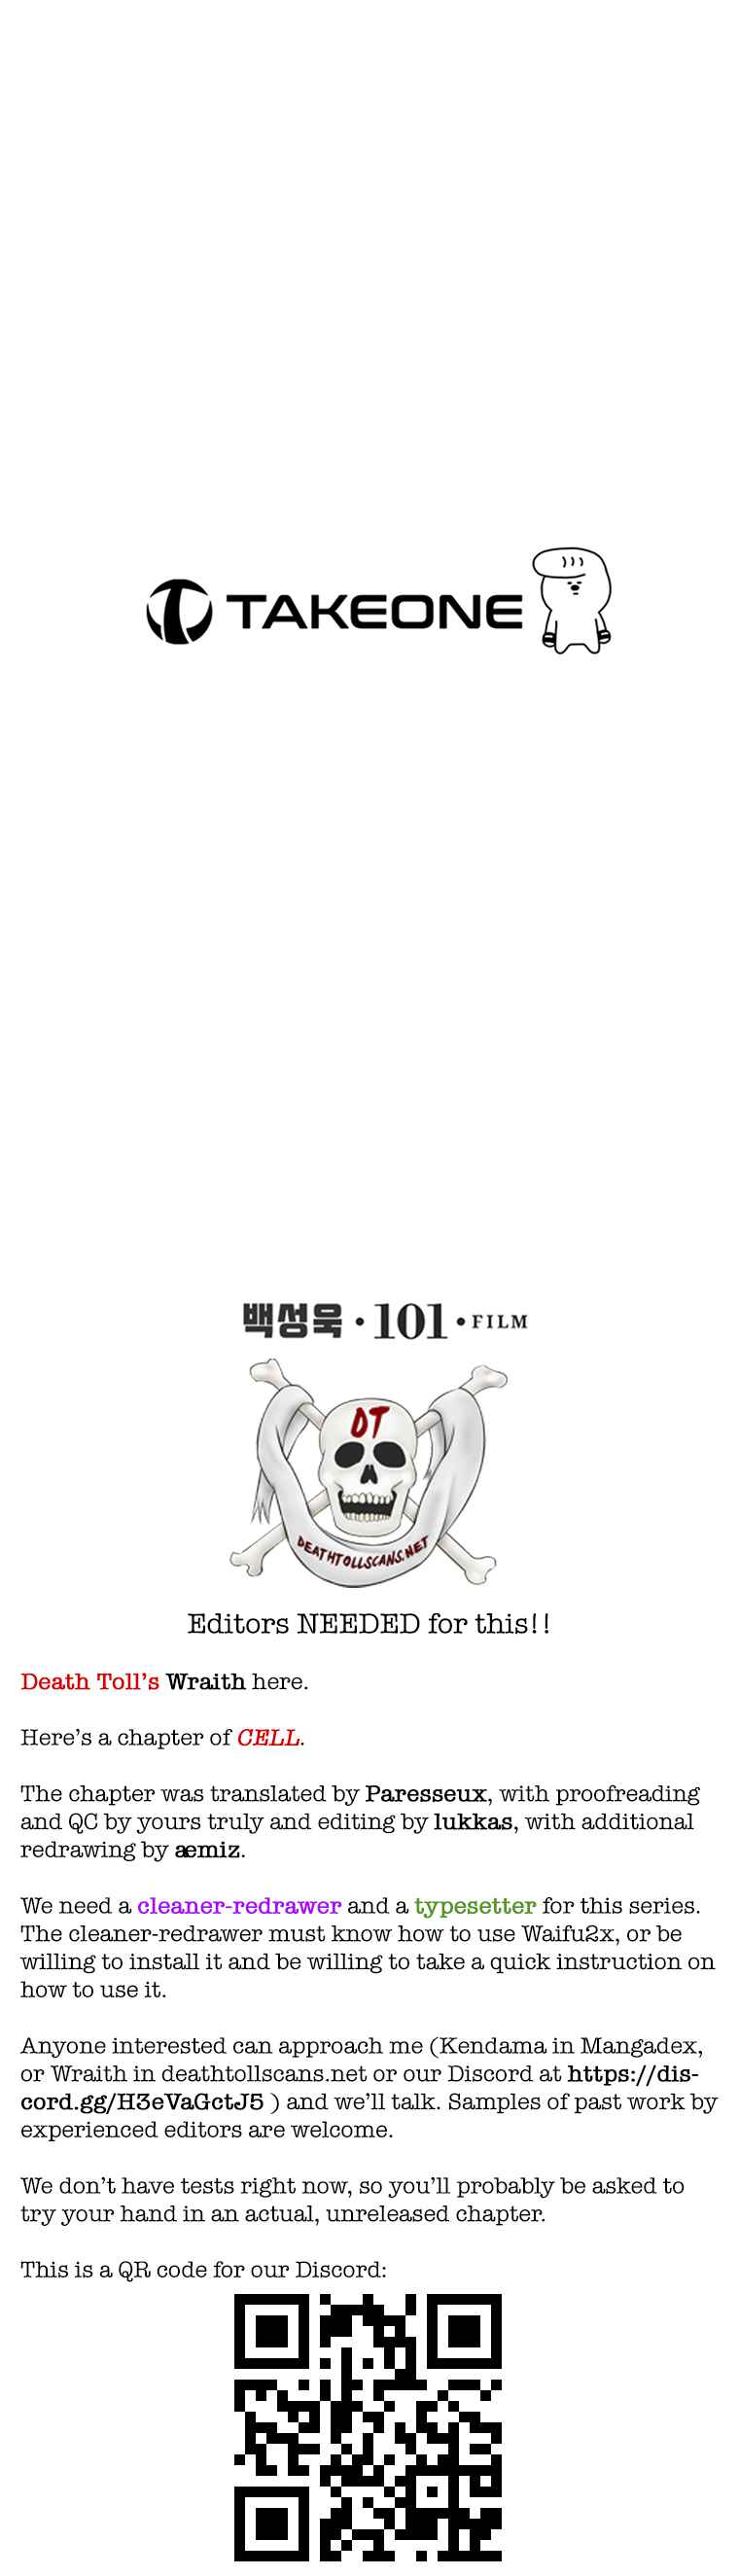 TAKEONE
백성욱 · 101 · FILM
DT
DEATHTOLLSCANS.NET
Editors NEEDED for this!!
Death Toll's Wraith here.
Here's a chapter of CELL.
The chapter was translated by Paresseux, with proofreading
and QC by yours truly and editing by lukkas, with additional
redrawing by æmiz.
We need a cleaner-redrawer and a typesetter for this series.
The cleaner-redrawer must know how to use Waifu2x, or be
willing to install it and be willing to take a quick instruction on
how to use it.
Anyone interested can approach me (Kendama in Mangadex,
or Wraith in deathtollscans.net or our Discord at https://dis-
cord.gg/H3eVaGctJ5 ) and we'll talk. Samples of past work by
experienced editors are welcome.
We don't have tests right now, so you'll probably be asked to
try your hand in an actual, unreleased chapter.
This is a QR code for our Discord: